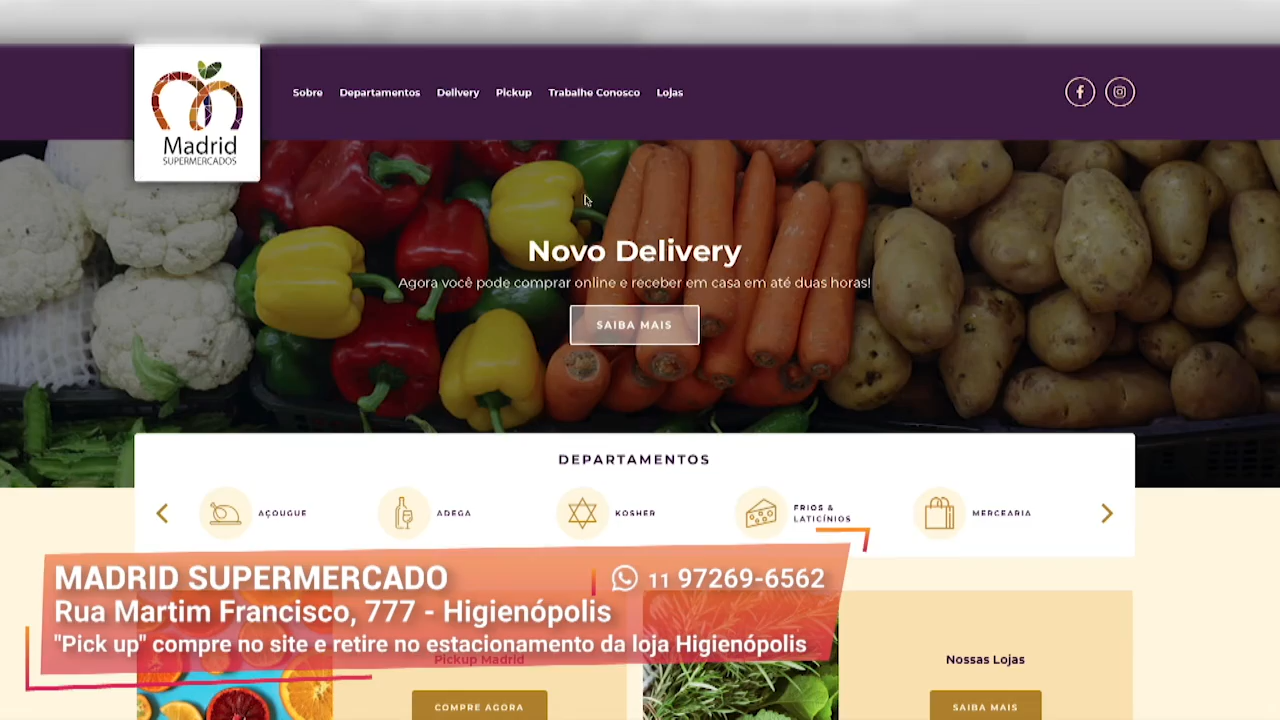 Madrid
SUPERMERCADOS
Sobre Departamentos Delivery Pickup Trabalhe Conosco Lojas
Novo Delivery
Agora você pode comprar online e receber em casa em até duas horas!
SAIBA MAIS
DEPARTAMENTOS
AÇOUGUE
ADEGA
KOSHER
FRIOS &
LATICÍNIOS
MERCEARIA
MADRID SUPERMERCADO
11 97269-6562
Rua Martim Francisco, 777 - Higienópolis
"Pick up" compre no site e retire no estacionamento da loja Higienópolis
Pickup Madrid
COMPRE AGORA
Nossas Lojas
SAIBA MAIS